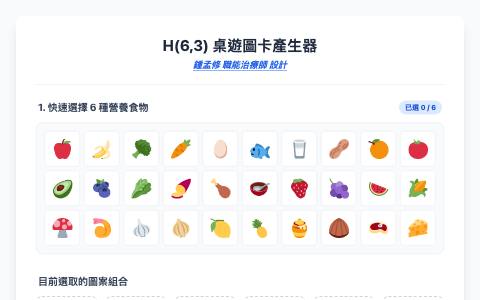 H(6,3) 桌遊圖卡產生器
鍾孟修 職能治療師 設計
1. 快速選擇 6 種營養食物
已選 0 / 6
目前選取的圖案組合